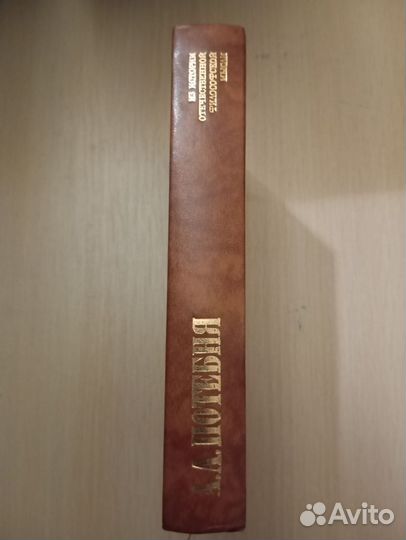 ИЗ ИСТОРИИ
ОТЕЧЕСТВЕННОЙ
ФИЛОСОФСКОЙ
МЫСЛИ
А.А.ПОТЕБНЯ
Avito